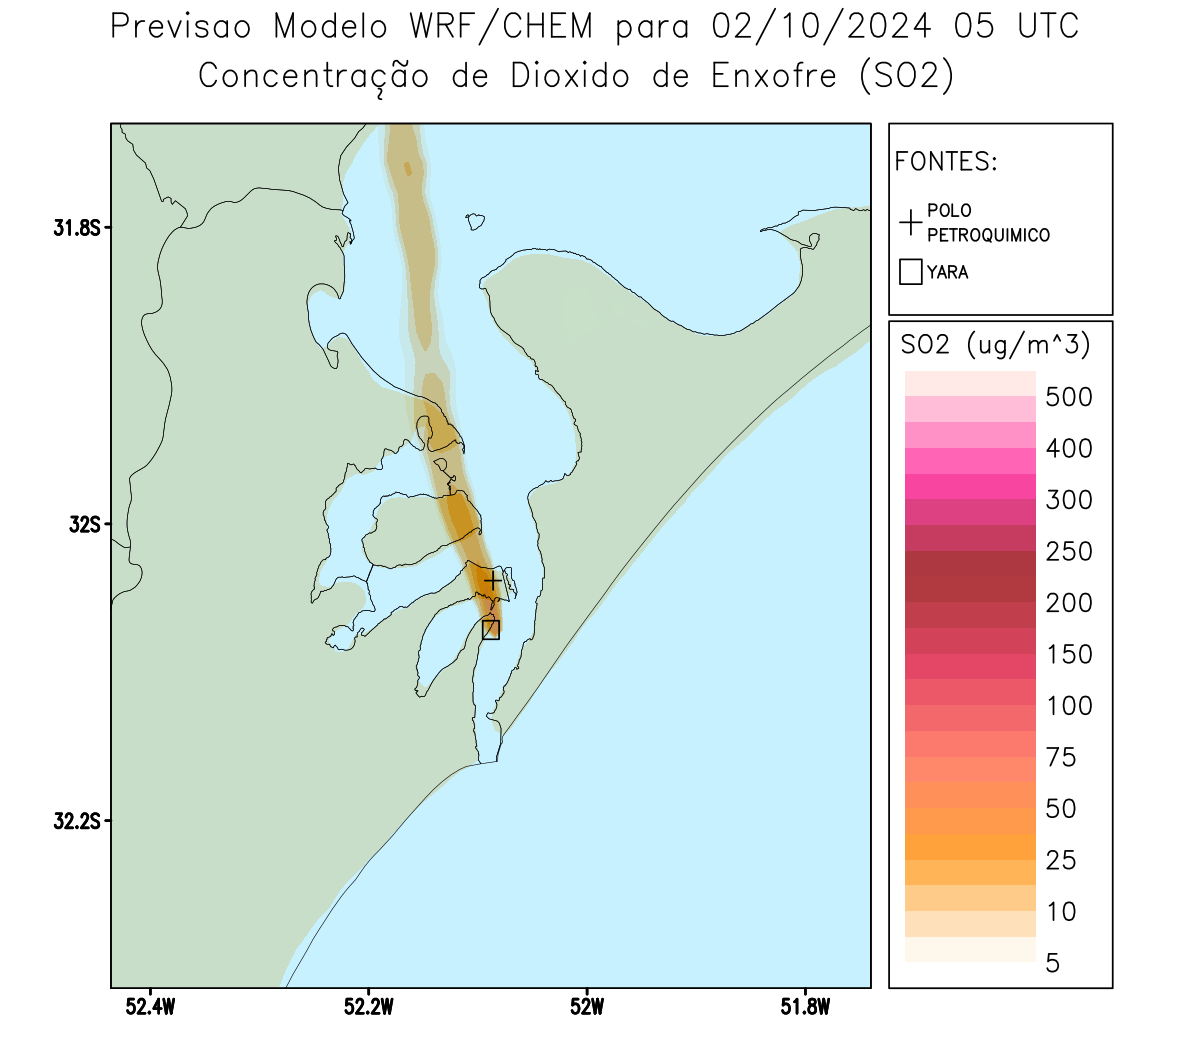 Previsao Modelo WRF/CHEM para 02/10/2024 05 UTC
Concentração de Dioxido de Enxofre (SO2)
FONTES:
POLO
PETROQUIMICO
YARA
SO2 (ug/m^3)
500
400
300
250
200
150
100
75
50
25
10
5
31.8S
32S
32.2S
52.4W
52.2W
52W
51.8W